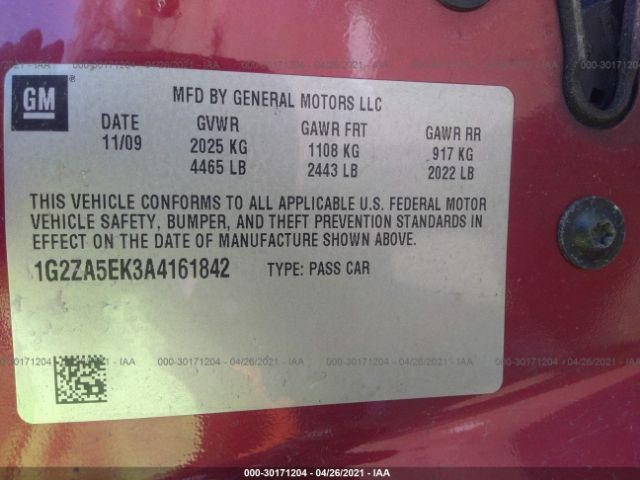 GM ®
MFD BY GENERAL MOTORS LLC
DATE GVWR GAWR FRT GAWR RR
11/09 2025 KG 1108 KG 917 KG
4465 LB 2443 LB 2022 LB
THIS VEHICLE CONFORMS TO ALL APPLICABLE U.S. FEDERAL MOTOR
VEHICLE SAFETY, BUMPER, AND THEFT PREVENTION STANDARDS IN
EFFECT ON THE DATE OF MANUFACTURE SHOWN ABOVE.
1G2ZA5EK3A4161842 TYPE: PASS CAR
000-30171204 - 04/26/2021 - IAA